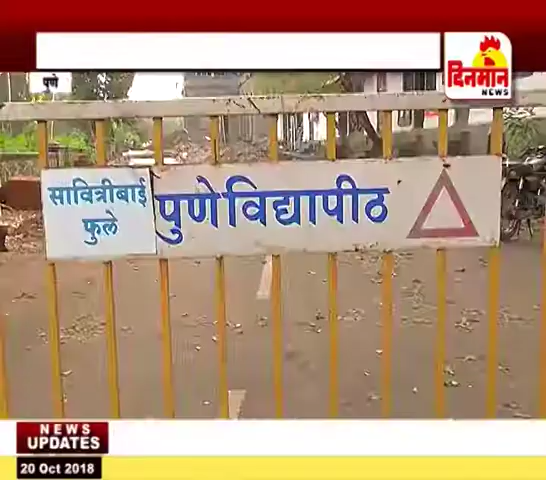 दिनमान
NEWS
पुणे
सावित्रीबाई
फुले
पुणे विद्यापीठ
NEWS
UPDATES
20 Oct 2018